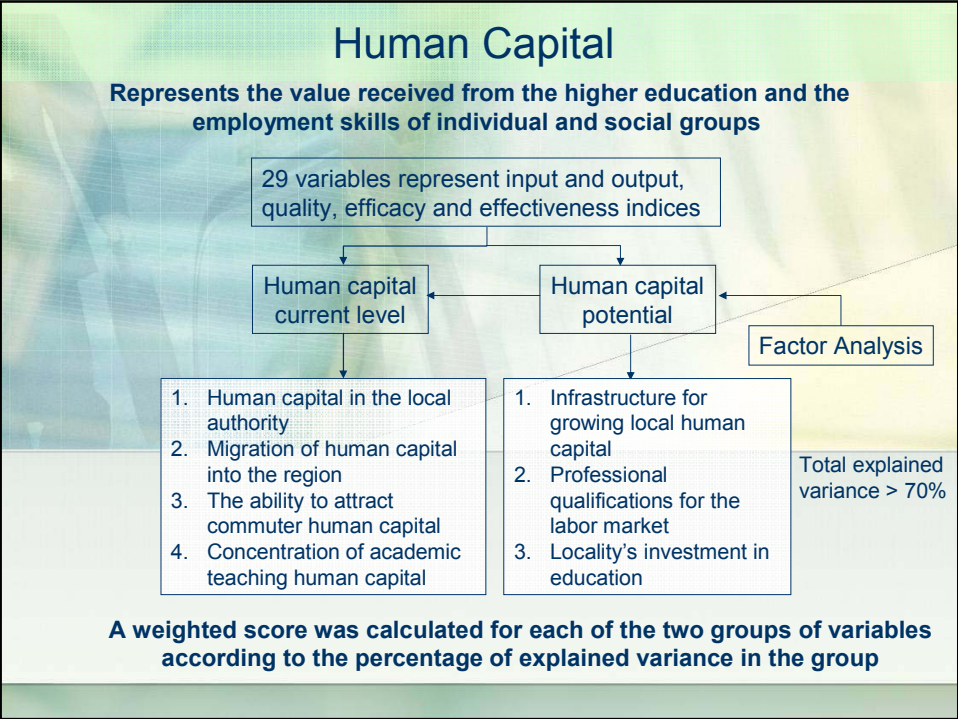 Human Capital
Represents the value received from the higher education and the
employment skills of individual and social groups
29 variables represent input and output,
quality, efficacy and effectiveness indices
Human capital
current level
Human capital
potential
Factor Analysis
1. Human capital in the local
authority
2. Migration of human capital
into the region
3. The ability to attract
commuter human capital
4. Concentration of academic
teaching human capital
1. Infrastructure for
growing local human
capital
2. Professional
qualifications for the
labor market
3. Locality's investment in
education
Total explained
variance > 70%
A weighted score was calculated for each of the two groups of variables
according to the percentage of explained variance in the group